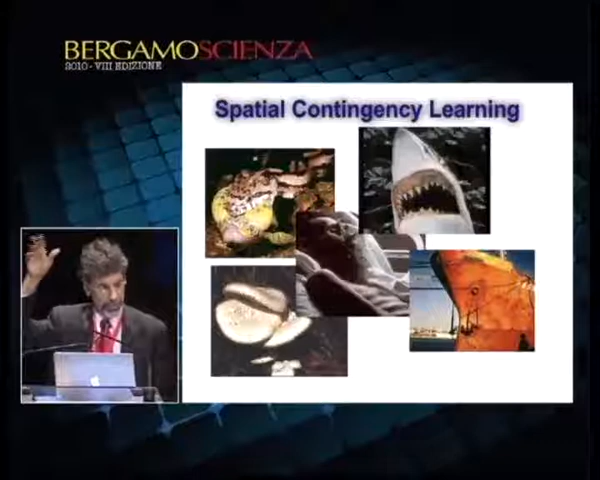 BERGAMOSCIENZA
2010 - VIII EDIZIONE
Spatial Contingency Learning